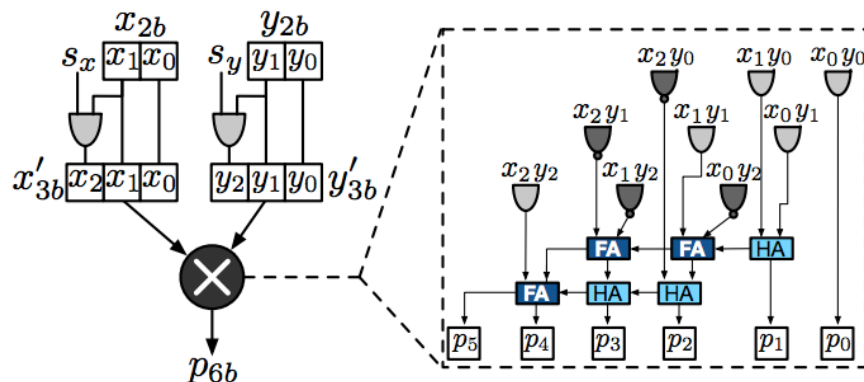 x_{2b} y_{2b}
s_x x_1 x_0 s_y y_1 y_0
x'_{3b} x_2 x_1 x_0 y_2 y_1 y_0 y'_{3b}
p_{6b}
x_2y_0 x_1y_0 x_0y_0
x_2y_1 x_1y_1 x_0y_1
x_2y_2 x_1y_2 x_0y_2
FA FA HA
FA HA HA
p_5 p_4 p_3 p_2 p_1 p_0